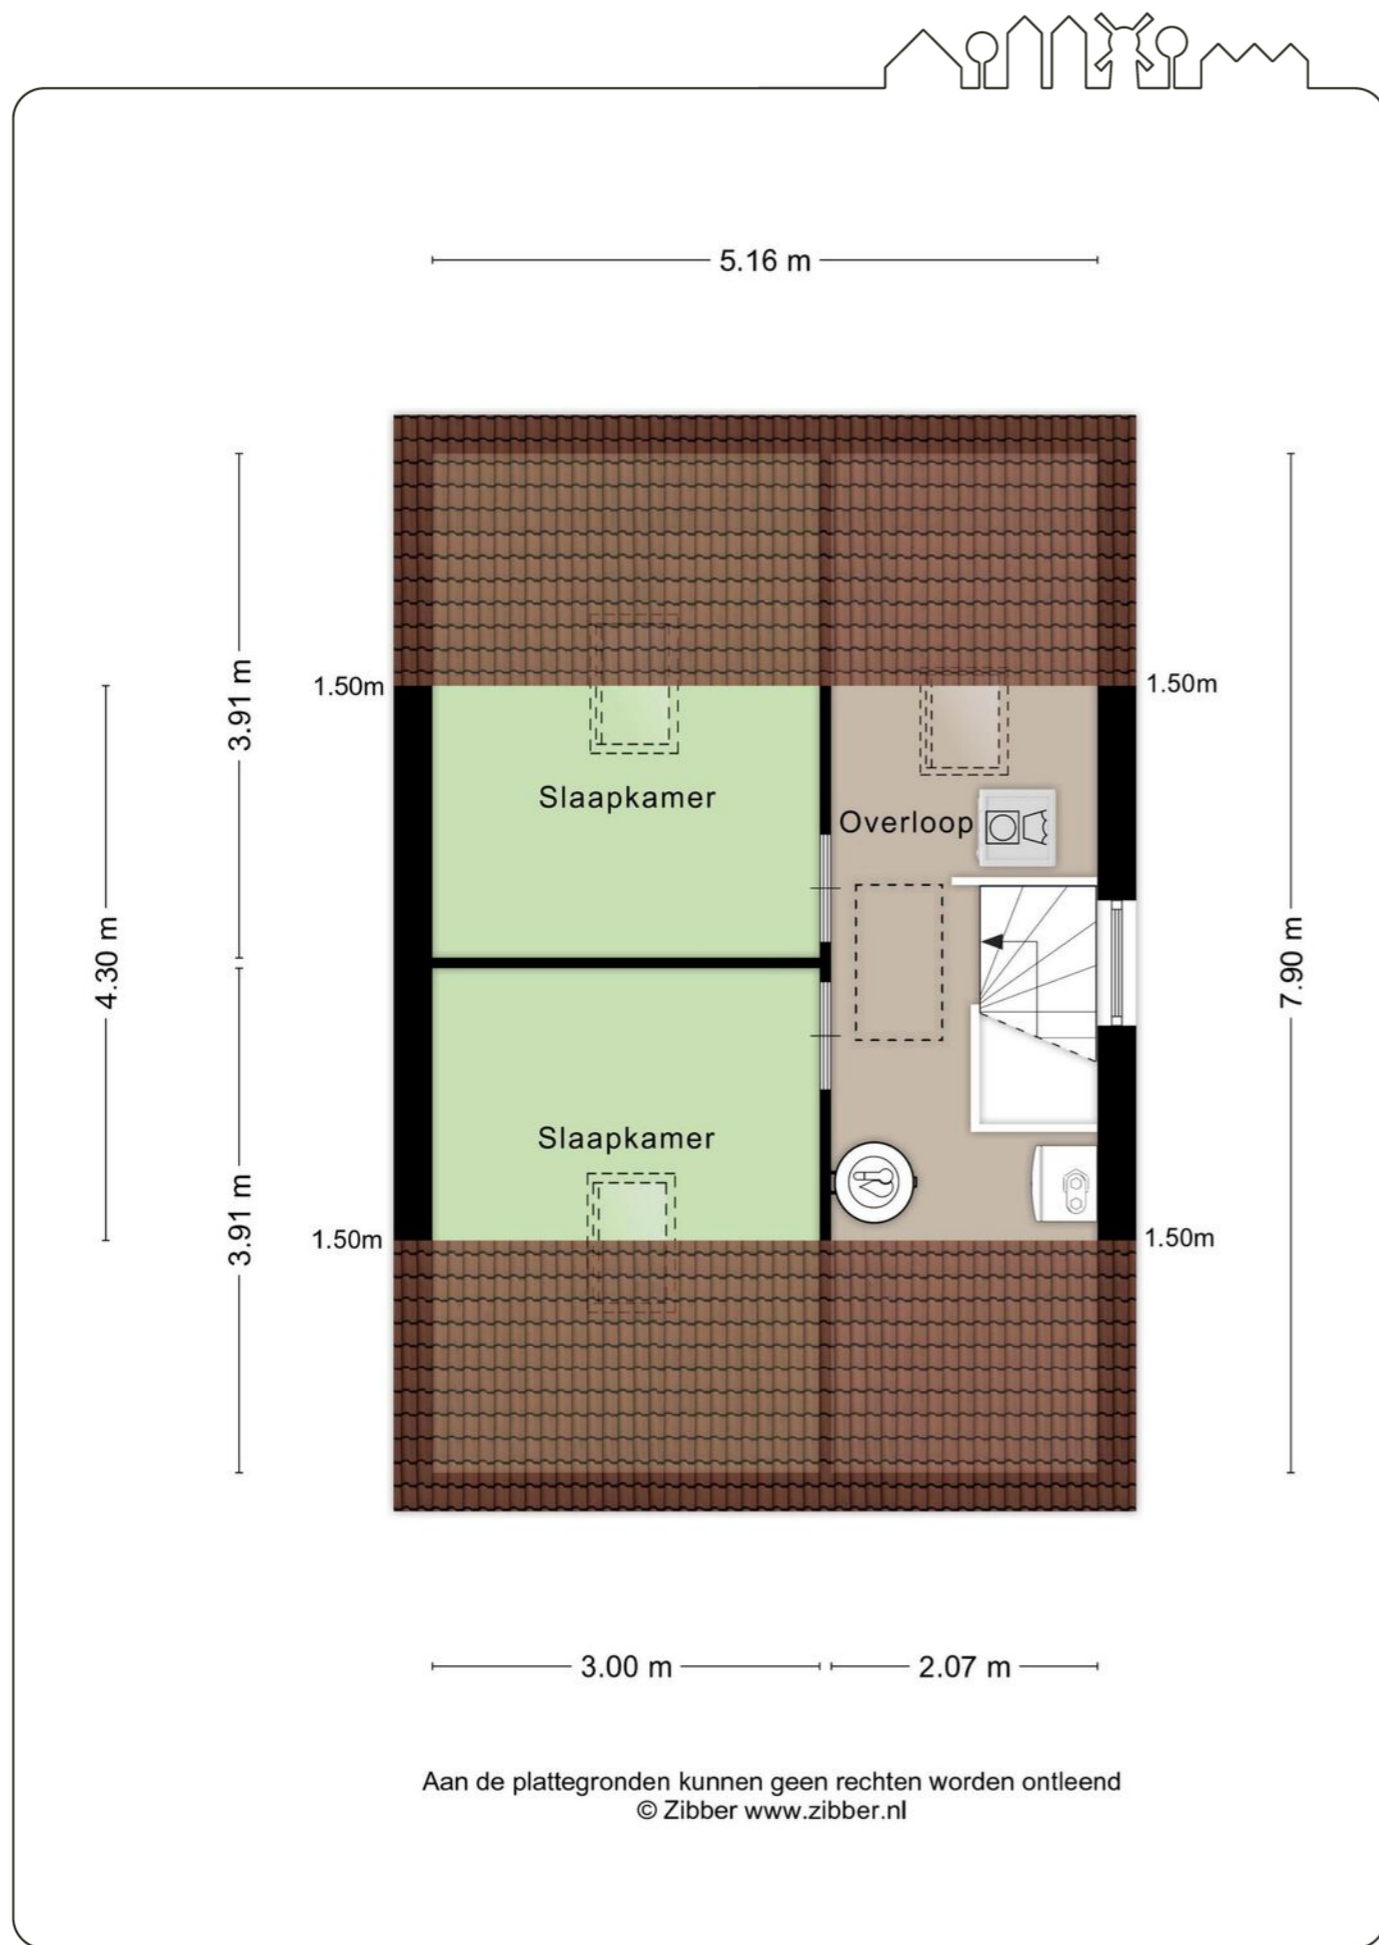 5.16 m
3.91 m
1.50m
1.50m
Slaapkamer
Overloop
4.30 m
7.90 m
Slaapkamer
3.91 m
1.50m
1.50m
3.00 m
2.07 m
Aan de plattegronden kunnen geen rechten worden ontleend
© Zibber www.zibber.nl